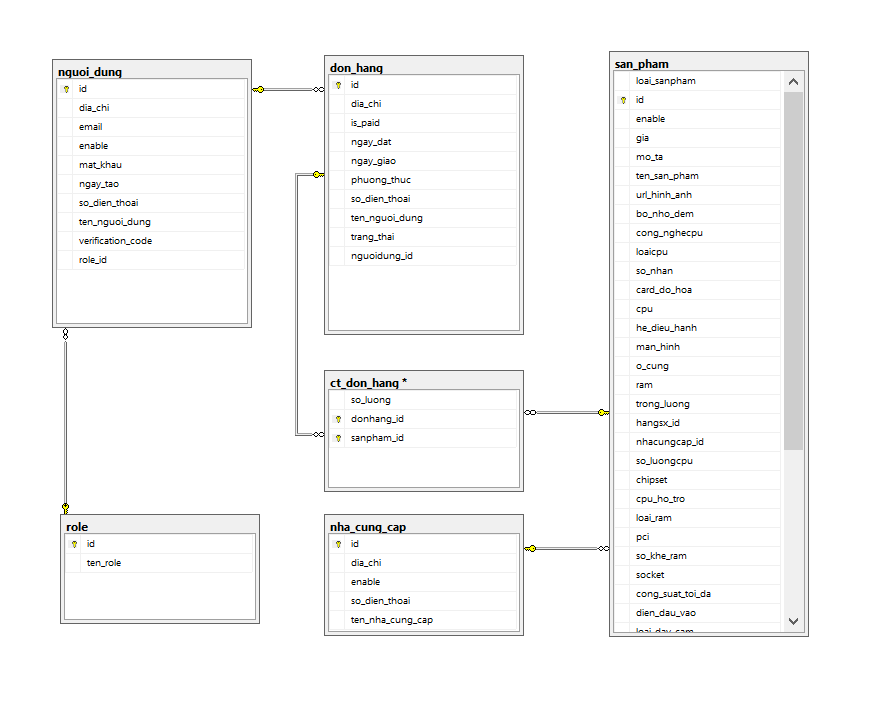 nguoi_dung
id
dia_chi
email
enable
mat_khau
ngay_tao
so_dien_thoai
ten_nguoi_dung
verification_code
role_id
don_hang
id
dia_chi
is_paid
ngay_dat
ngay_giao
phuong_thuc
so_dien_thoai
ten_nguoi_dung
trang_thai
nguoidung_id
san_pham
loai_sanpham
id
enable
gia
mo_ta
ten_san_pham
url_hinh_anh
bo_nho_dem
cong_nghecpu
loaicpu
so_nhan
card_do_hoa
cpu
he_dieu_hanh
man_hinh
o_cung
ram
trong_luong
hangsx_id
nhacungcap_id
so_luongcpu
chipset
cpu_ho_tro
loai_ram
pci
so_khe_ram
socket
cong_suat_toi_da
dien_dau_vao
loai_day_cam
ct_don_hang *
so_luong
donhang_id
sanpham_id
role
id
ten_role
nha_cung_cap
id
dia_chi
enable
so_dien_thoai
ten_nha_cung_cap